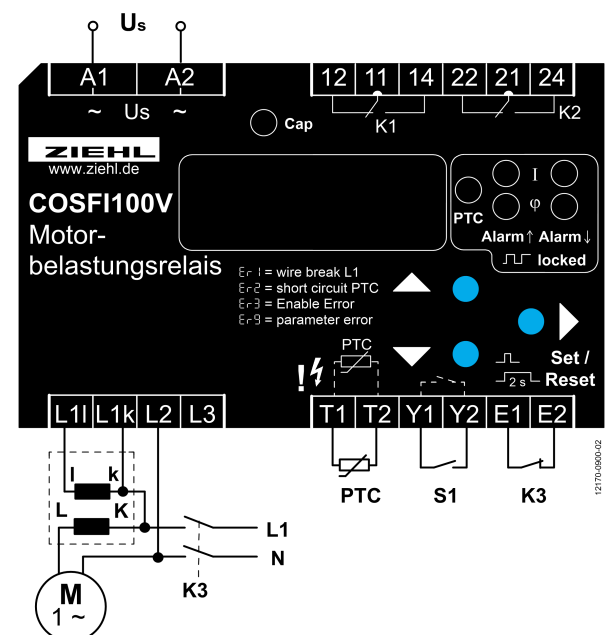 Us
A1 A2 12 11 14 22 21 24
~ Us ~ K1 K2
Cap
ZIEHL
www.ziehl.de
COSFI100V
Motor-
belastungsrelais
I
φ
PTC
Alarm↑ Alarm↓
locked
Er1 = wire break L1
Er2 = short circuit PTC
Er3 = Enable Error
Er9 = parameter error
PTC
!
Set /
2 s Reset
L1l L1k L2 L3 T1 T2 Y1 Y2 E1 E2
l k
L K
PTC S1 K3
L1
N
K3
M
1 ~
12170-0900-02